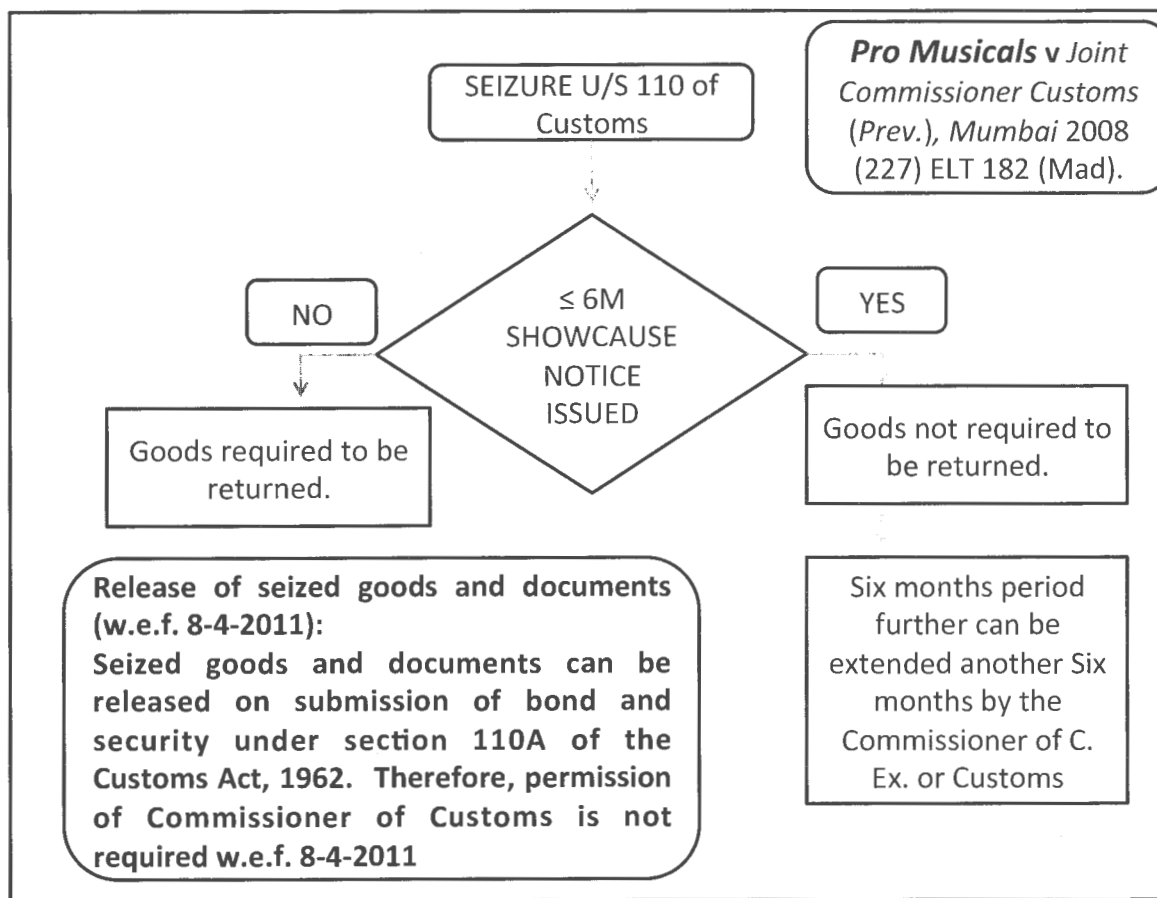 SEIZURE U/S 110 of
Customs
Pro Musicals v Joint
Commissioner Customs
(Prev.), Mumbai 2008
(227) ELT 182 (Mad).
NO
≤ 6M
SHOWCAUSE
NOTICE
ISSUED
YES
Goods required to be
returned.
Goods not required to
be returned.
Release of seized goods and documents
(w.e.f. 8-4-2011):
Seized goods and documents can be
released on submission of bond and
security under section 110A of the
Customs Act, 1962. Therefore, permission
of Commissioner of Customs is not
required w.e.f. 8-4-2011
Six months period
further can be
extended another Six
months by the
Commissioner of C.
Ex. or Customs